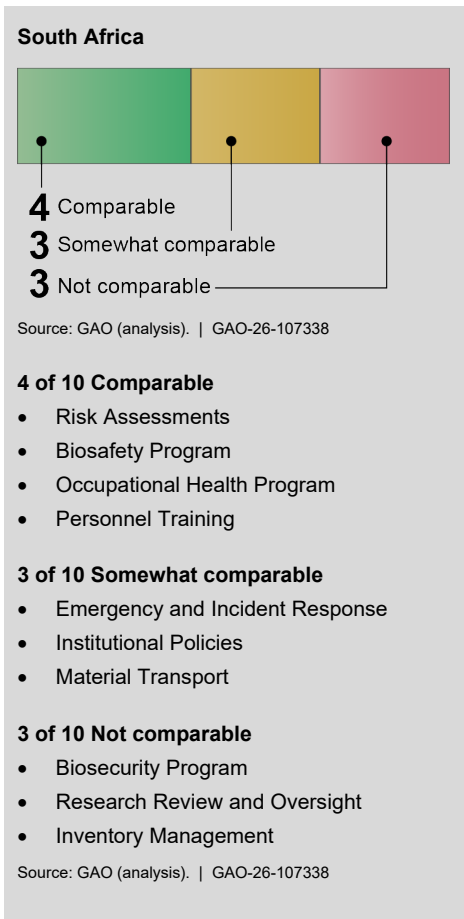 South Africa
4 Comparable
3 Somewhat comparable
3 Not comparable
Source: GAO (analysis). | GAO-26-107338
4 of 10 Comparable
• Risk Assessments
• Biosafety Program
• Occupational Health Program
• Personnel Training
3 of 10 Somewhat comparable
• Emergency and Incident Response
• Institutional Policies
• Material Transport
3 of 10 Not comparable
• Biosecurity Program
• Research Review and Oversight
• Inventory Management
Source: GAO (analysis). | GAO-26-107338